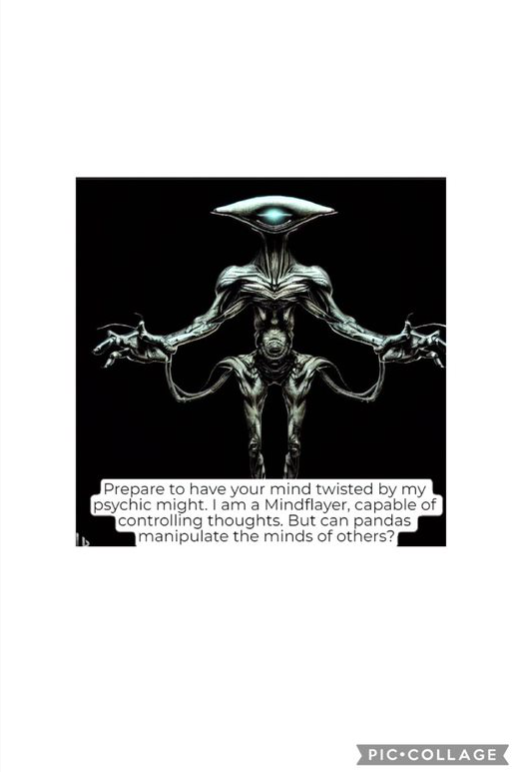 Prepare to have your mind twisted by my
psychic might. I am a Mindflayer, capable of
controlling thoughts. But can pandas
manipulate the minds of others?
PIC•COLLAGE